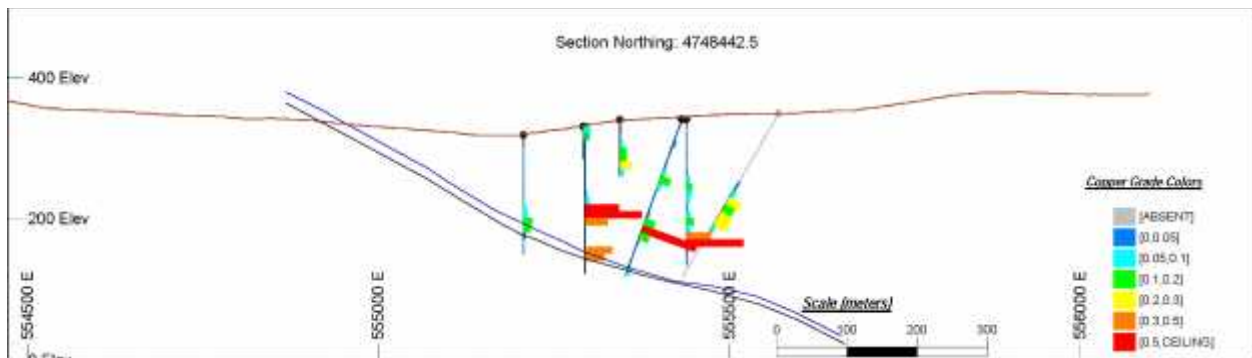 Section Northing: 4748442.5
400 Elev
200 Elev
0 Elev
554500 E
555000 E
555500 E
556000 E
Scale (meters)
0 100 200 300
Copper Grade Colors
[ABSENT]
[0,0.05]
[0.05,0.1]
[0.1,0.2]
[0.2,0.3]
[0.3,0.5]
[0.5,CEILING]